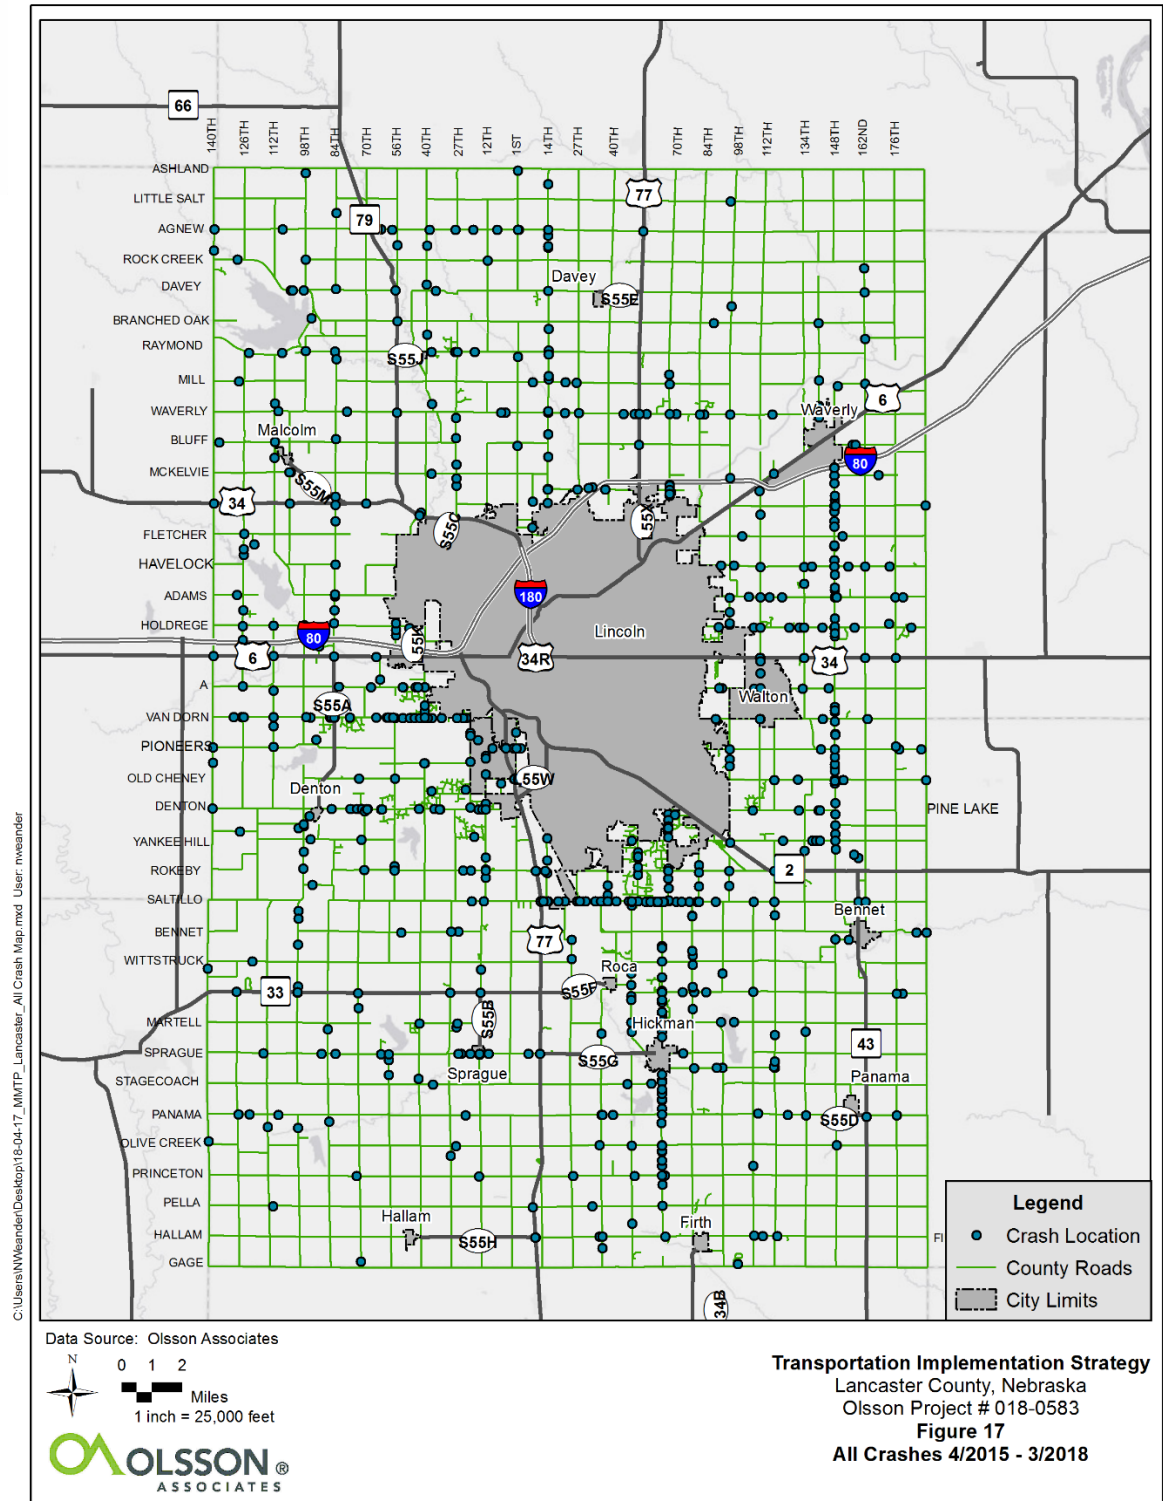 66
140TH
126TH
112TH
98TH
84TH
70TH
56TH
40TH
27TH
12TH
1ST
14TH
27TH
40TH
70TH
84TH
98TH
112TH
134TH
148TH
162ND
176TH
ASHLAND
LITTLE SALT
77
79
AGNEW
ROCK CREEK
DAVEY
Davey
S55E
BRANCHED OAK
RAYMOND
S55J
MILL
6
WAVERLY
Waverly
Malcolm
BLUFF
80
MCKELVIE
S55M
34
S55C
L55X
FLETCHER
HAVELOCK
ADAMS
180
HOLDREGE
80
Lincoln
55K
6
34R
34
A
Walton
S55A
VAN DORN
PIONEERS
OLD CHENEY
L55W
Denton
DENTON
PINE LAKE
YANKEE HILL
ROKEBY
2
SALTILLO
Bennet
BENNET
77
WITTSTRUCK
Roca
33
S55F
MARTELL
S55B
Hickman
SPRAGUE
S55G
43
Sprague
STAGECOACH
Panama
PANAMA
S55D
OLIVE CREEK
PRINCETON
PELLA
Hallam
Firth
HALLAM
S55H
FI
GAGE
34B
Legend
Crash Location
County Roads
City Limits
C:\Users\NWeander\Desktop\18-04-17_MMTP_Lancaster_All Crash Map.mxd User: nweander
Data Source: Olsson Associates
N
0 1 2
Miles
1 inch = 25,000 feet
OLSSON ®
ASSOCIATES
Transportation Implementation Strategy
Lancaster County, Nebraska
Olsson Project # 018-0583
Figure 17
All Crashes 4/2015 - 3/2018